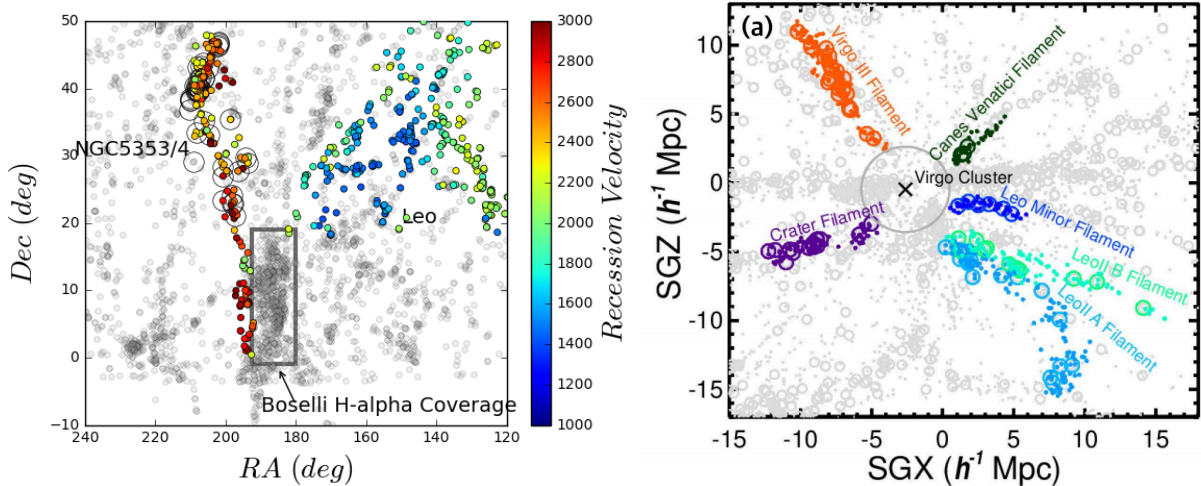 50
40
30
20
10
0
−10
240
220
200
180
160
140
120
Dec (deg)
RA (deg)
NGC5353/4
Leo
Boselli H-alpha Coverage
3000
2800
2600
2400
2200
2000
1800
1600
1400
1200
1000
Recession Velocity
(a)
Virgo III Filament
Canes Venatici Filament
Virgo Cluster
Leo Minor Filament
Crater Filament
LeoII B Filament
LeoII A Filament
10
5
0
-5
-10
-15
SGZ (h⁻¹ Mpc)
-15
-10
-5
0
5
10
15
SGX (h⁻¹ Mpc)